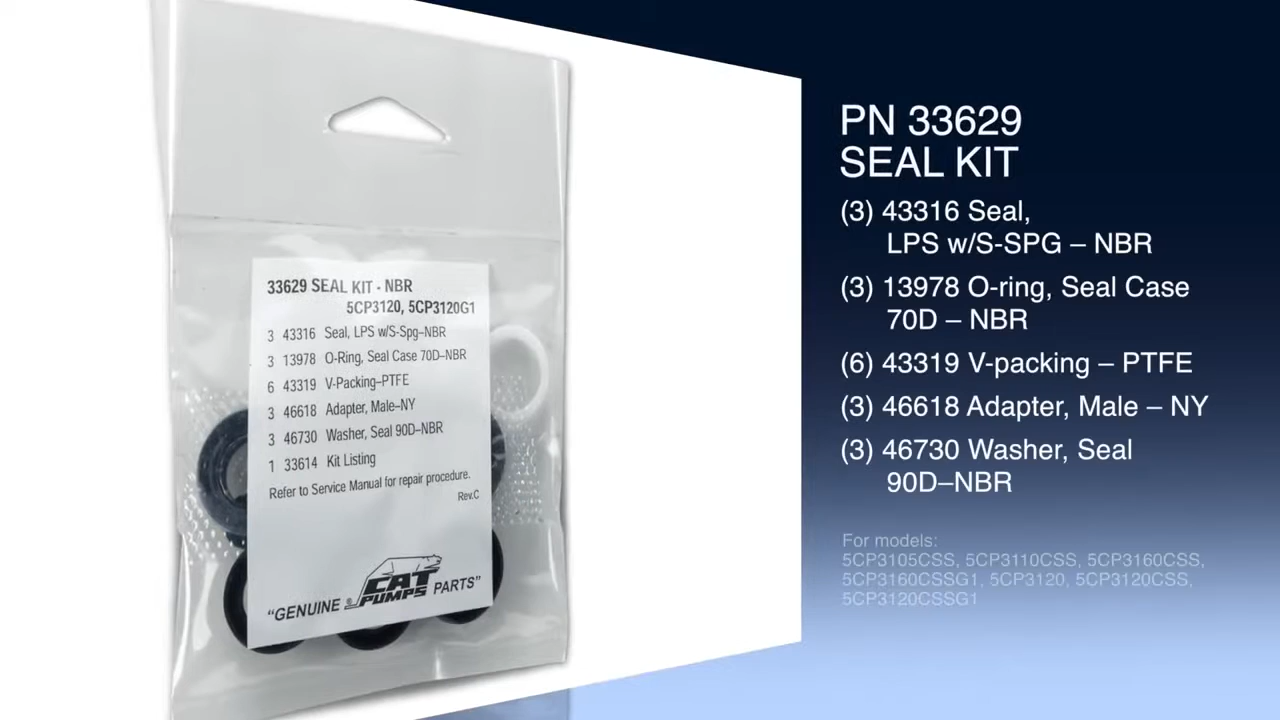 33629 SEAL KIT - NBR
5CP3120, 5CP3120G1
3 43316 Seal, LPS w/S-Spg–NBR
3 13978 O-Ring, Seal Case 70D–NBR
6 43319 V-Packing–PTFE
3 46618 Adapter, Male–NY
3 46730 Washer, Seal 90D–NBR
1 33614 Kit Listing
Refer to Service Manual for repair procedure.
Rev.C
CAT
PUMPS
®
“GENUINE PARTS”
PN 33629
SEAL KIT
(3) 43316 Seal,
LPS w/S-SPG – NBR
(3) 13978 O-ring, Seal Case
70D – NBR
(6) 43319 V-packing – PTFE
(3) 46618 Adapter, Male – NY
(3) 46730 Washer, Seal
90D–NBR
For models:
5CP3105CSS, 5CP3110CSS, 5CP3160CSS,
5CP3160CSSG1, 5CP3120, 5CP3120CSS,
5CP3120CSSG1